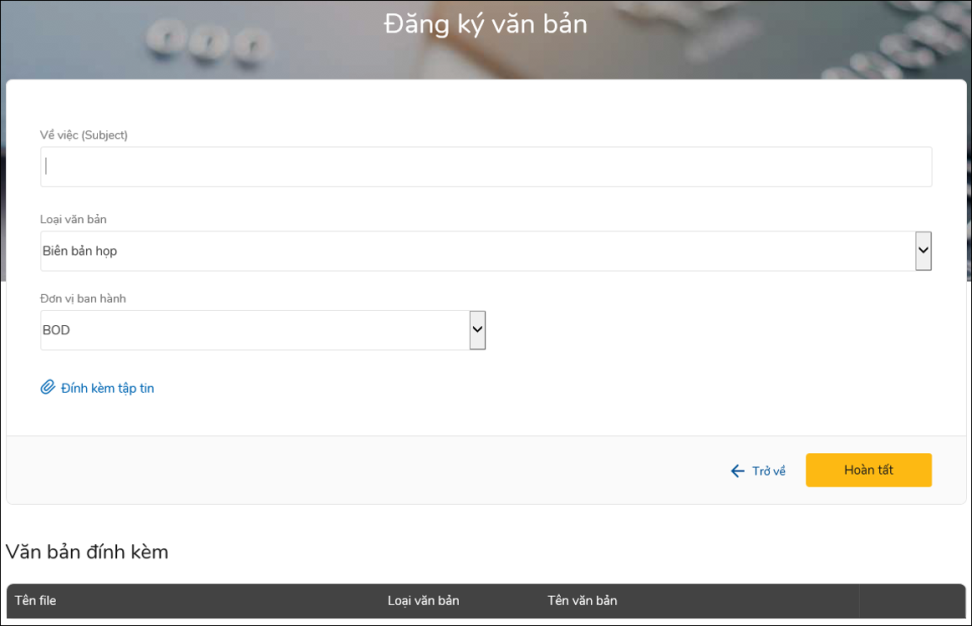 Đăng ký văn bản
Về việc (Subject)
Loại văn bản
Biên bản họp
Đơn vị ban hành
BOD
Đính kèm tập tin
Trở về
Hoàn tất
Văn bản đính kèm
Tên file Loại văn bản Tên văn bản